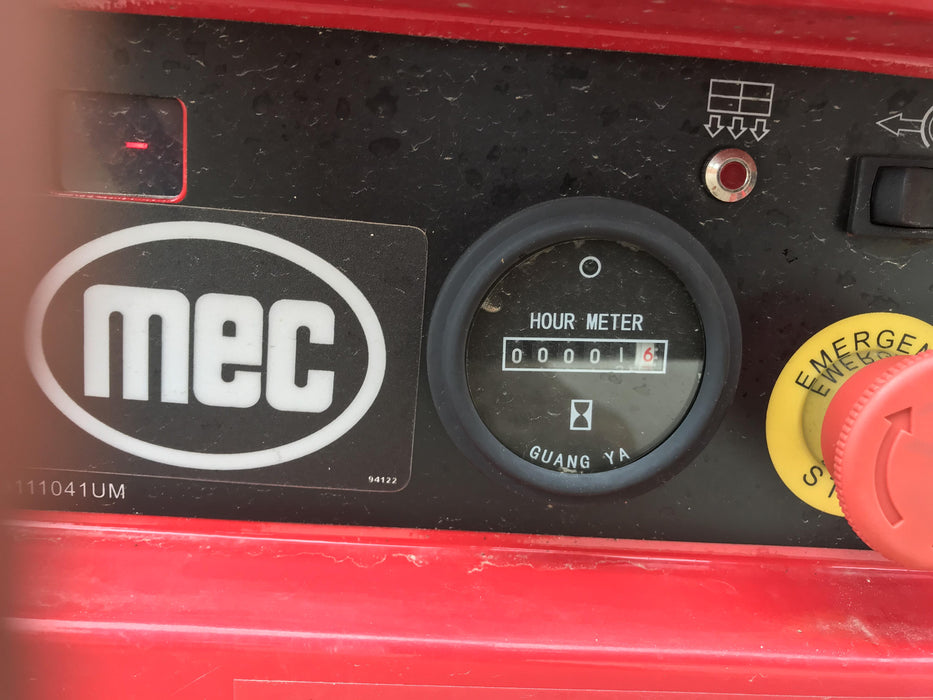 mec
HOUR METER
000016
GUANG YA
94122
111041UM
EMERGEN
S